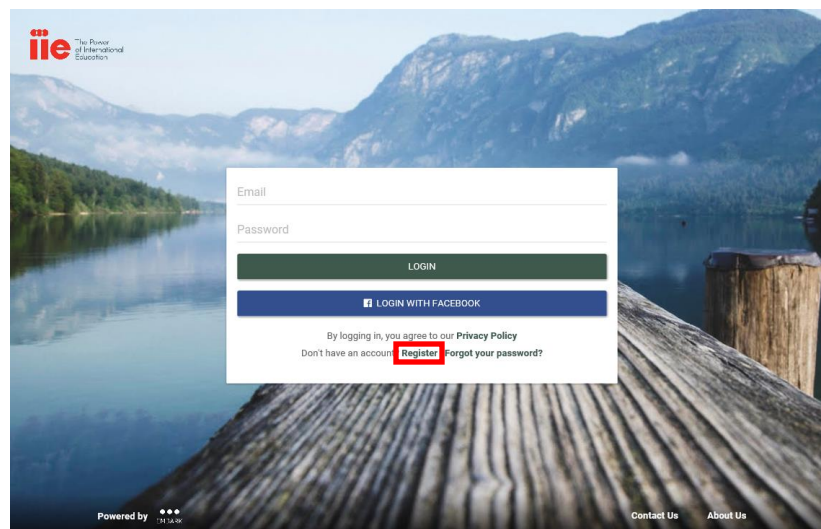 iie
The Power
of International
Education
Email
Password
LOGIN
LOGIN WITH FACEBOOK
By logging in, you agree to our Privacy Policy
Don't have an account Register Forgot your password?
Powered by
Contact Us About Us